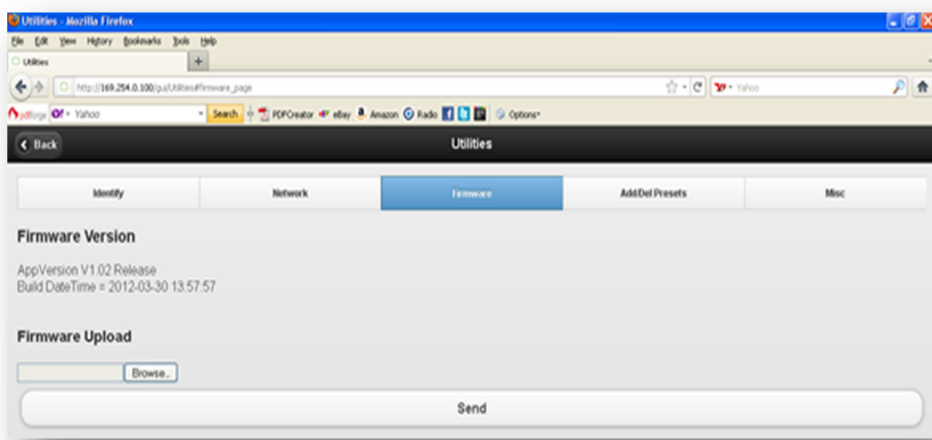 Utilities - Mozilla Firefox
File Edit View History Bookmarks Tools Help
Utilities +
http://169.254.0.100/gui/Utilities#firmware_page Yahoo
pdfforge Yahoo Search PDFCreator eBay Amazon Radio Options
Back Utilities
Identify Network Firmware Add/Del Presets Misc
Firmware Version
AppVersion V1.02 Release
Build DateTime = 2012-03-30 13:57:57
Firmware Upload
Browse..
Send